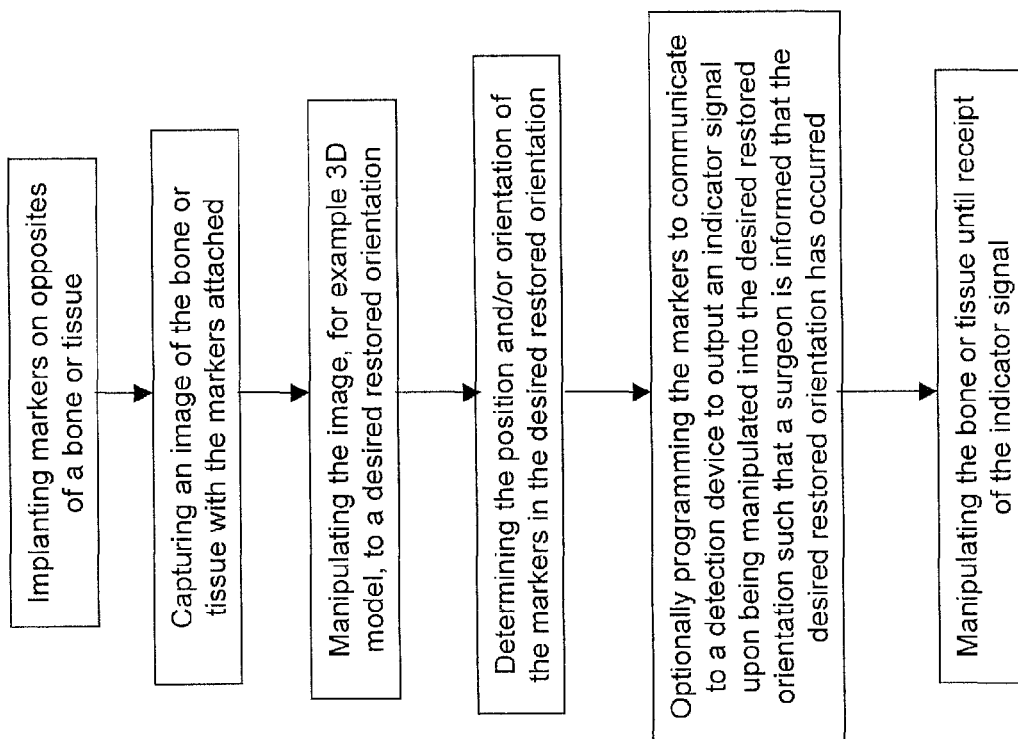 Implanting markers on opposites
of a bone or tissue
Capturing an image of the bone or
tissue with the markers attached
Manipulating the image, for example 3D
model, to a desired restored orientation
Determining the position and/or orientation of
the markers in the desired restored orientation
Optionally programming the markers to communicate
to a detection device to output an indicator signal
upon being manipulated into the desired restored
orientation such that a surgeon is informed that the
desired restored orientation has occurred
Manipulating the bone or tissue until receipt
of the indicator signal